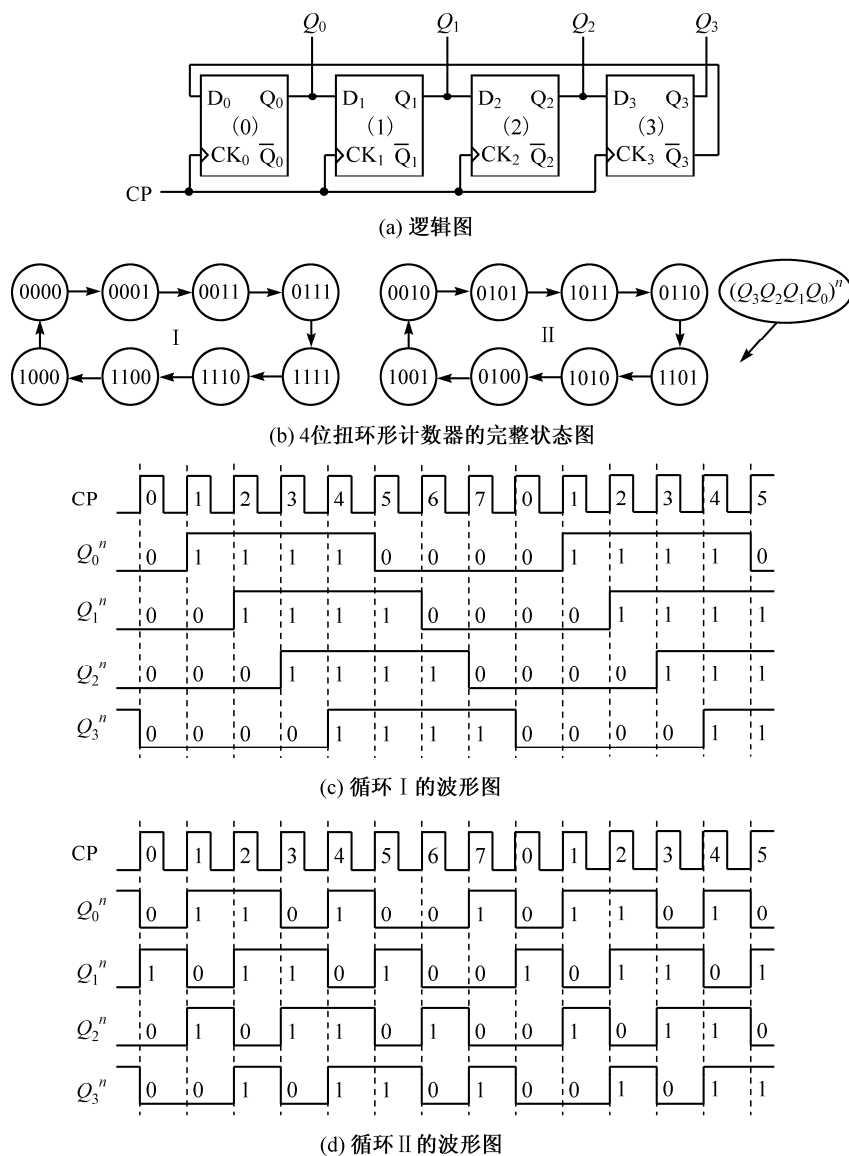 Q₀ Q₁ Q₂ Q₃
D₀ Q₀ D₁ Q₁ D₂ Q₂ D₃ Q₃
(0) (1) (2) (3)
CK₀ Q̅₀ CK₁ Q̅₁ CK₂ Q̅₂ CK₃ Q̅₃
CP
(a) 逻辑图
0000 0001 0011 0111 0010 0101 1011 0110 (Q₃Q₂Q₁Q₀)ⁿ
Ⅰ Ⅱ
1000 1100 1110 1111 1001 0100 1010 1101
(b) 4位扭环形计数器的完整状态图
CP 0 1 2 3 4 5 6 7 0 1 2 3 4 5
Q₀ⁿ 0 1 1 1 1 0 0 0 0 1 1 1 1 0
Q₁ⁿ 0 0 1 1 1 1 0 0 0 0 1 1 1 1
Q₂ⁿ 0 0 0 1 1 1 1 0 0 0 0 1 1 1
Q₃ⁿ 0 0 0 0 1 1 1 1 0 0 0 0 1 1
(c) 循环Ⅰ的波形图
CP 0 1 2 3 4 5 6 7 0 1 2 3 4 5
Q₀ⁿ 0 1 1 0 1 0 0 1 0 1 1 0 1 0
Q₁ⁿ 1 0 1 1 0 1 0 0 1 0 1 1 0 1
Q₂ⁿ 0 1 0 1 1 0 1 0 0 1 0 1 1 0
Q₃ⁿ 0 0 1 0 1 1 0 1 0 0 1 0 1 1
(d) 循环Ⅱ的波形图